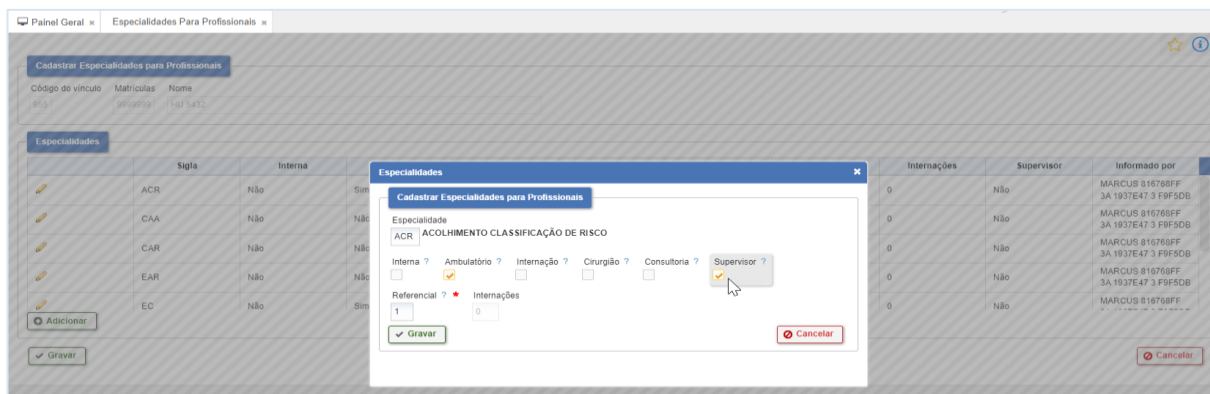 Painel Geral × Especialidades Para Profissionais ×
Cadastrar Especialidades para Profissionais
Código do vínculo Matrículas Nome
955 9999999 HU 5432
Especialidades
Sigla Interna Internações Supervisor Informado por
ACR Não Sim 0 Não MARCUS 816768FF
3A 1937E47 3 F9F5DB
CAA Não 0 Não MARCUS 816768FF
3A 1937E47 3 F9F5DB
CAR Não 0 Não MARCUS 816768FF
3A 1937E47 3 F9F5DB
EAR Não 0 Não MARCUS 816768FF
3A 1937E47 3 F9F5DB
EC Não Sim 0 Não MARCUS 816768FF
Adicionar
Gravar Cancelar
Especialidades ×
Cadastrar Especialidades para Profissionais
Especialidade
ACR ACOLHIMENTO CLASSIFICAÇÃO DE RISCO
Interna ? Ambulatório ? Internação ? Cirurgião ? Consultoria ? Supervisor ?
Referencial ? * Internações
1 0
Gravar Cancelar